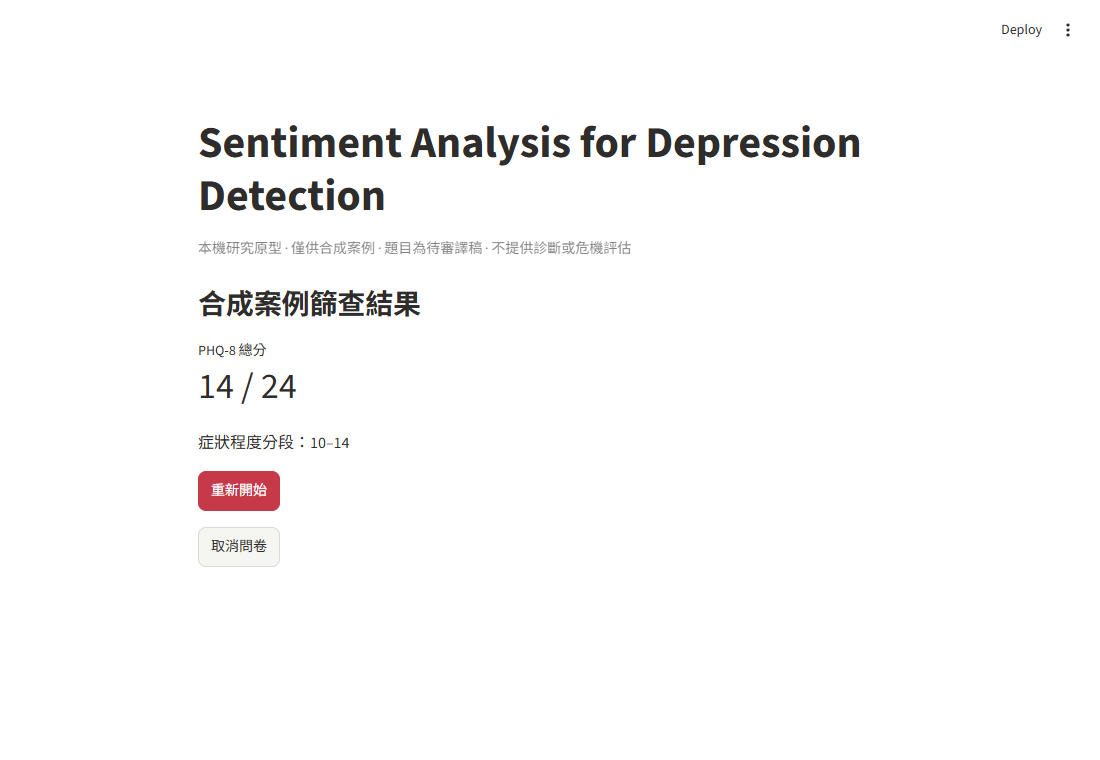 Deploy
Sentiment Analysis for Depression
Detection
本機研究原型 · 僅供合成案例 · 題目為待審譯稿 · 不提供診斷或危機評估
合成案例篩查結果
PHQ-8 總分
14 / 24
症狀程度分段：10–14
重新開始
取消問卷